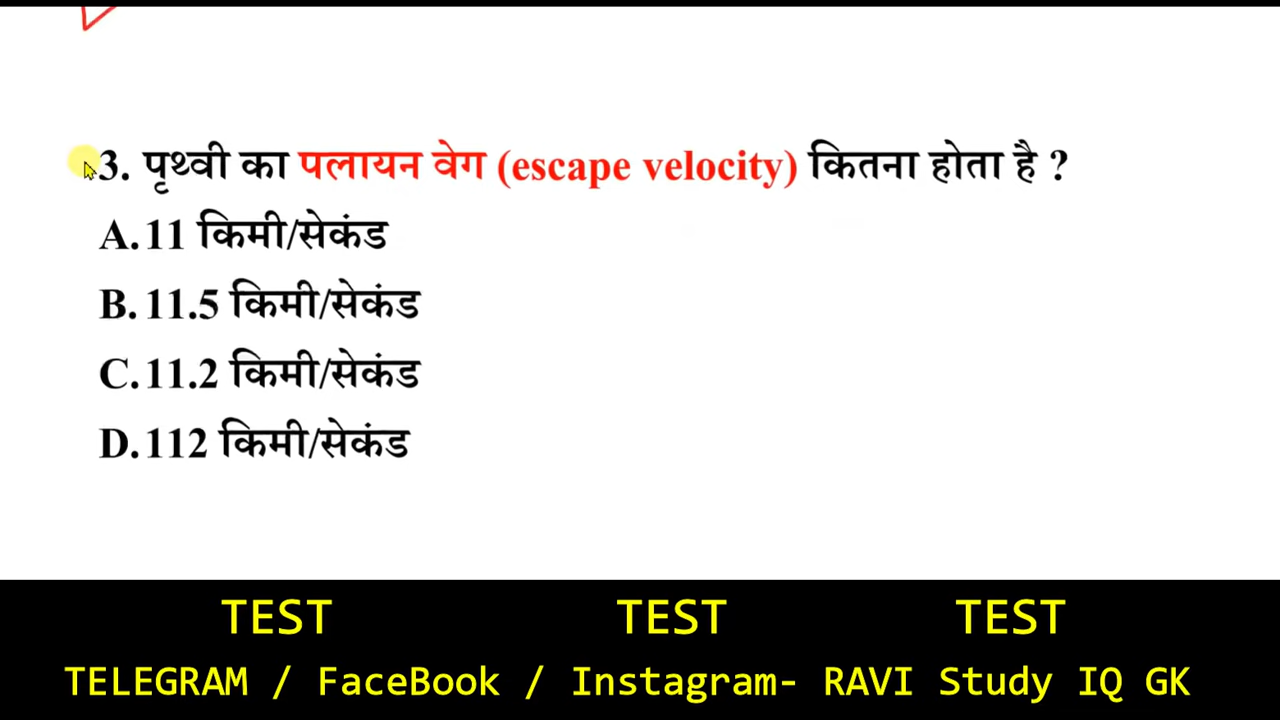 3. पृथ्वी का पलायन वेग (escape velocity) कितना होता है ?
A. 11 किमी/सेकंड
B. 11.5 किमी/सेकंड
C. 11.2 किमी/सेकंड
D. 112 किमी/सेकंड
TEST TEST TEST
TELEGRAM / FaceBook / Instagram- RAVI Study IQ GK